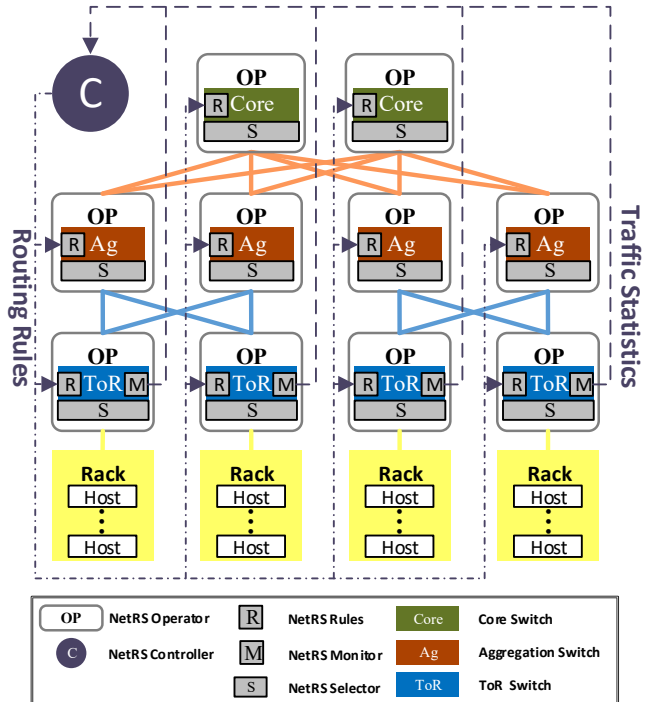 C
OP OP
R Core R Core
S S
OP OP OP OP
R Ag R Ag R Ag R Ag
S S S S
Routing Rules
Traffic Statistics
OP OP OP OP
R ToR M R ToR M R ToR M R ToR M
S S S S
Rack Rack Rack Rack
Host Host Host Host
Host Host Host Host
OP NetRS Operator R NetRS Rules Core Core Switch
C NetRS Controller M NetRS Monitor Ag Aggregation Switch
S NetRS Selector ToR ToR Switch